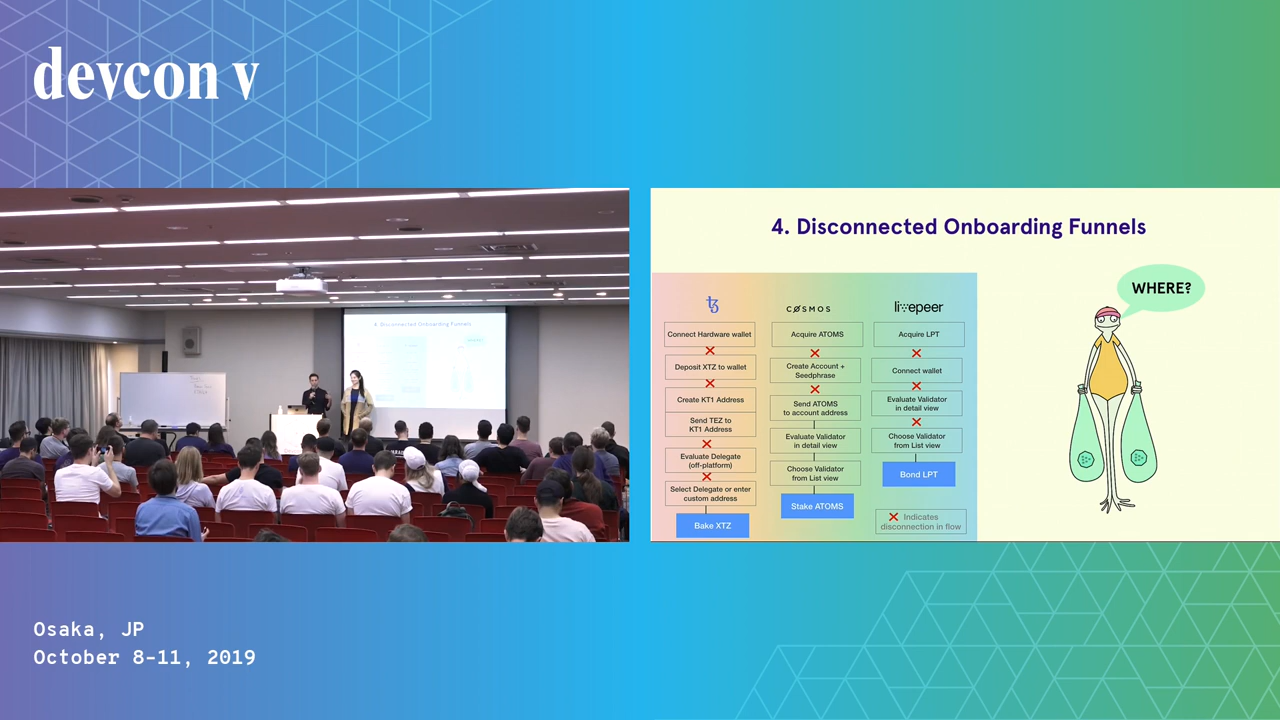 devcon v
4. Disconnected Onboarding Funnels
WHERE?
COSMOS
livepeer
Connect Hardware wallet
Deposit XTZ to wallet
Create KT1 Address
Send TEZ to
KT1 Address
Evaluate Delegate
(off-platform)
Select Delegate or enter
custom address
Bake XTZ
Acquire ATOMS
Create Account +
Seedphrase
Send ATOMS
to account address
Evaluate Validator
in detail view
Choose Validator
from List view
Stake ATOMS
Acquire LPT
Connect wallet
Evaluate Validator
in detail view
Choose Validator
from List view
Bond LPT
Indicates
disconnection in flow
4. Disconnected Onboarding Funnels
Osaka, JP
October 8-11, 2019